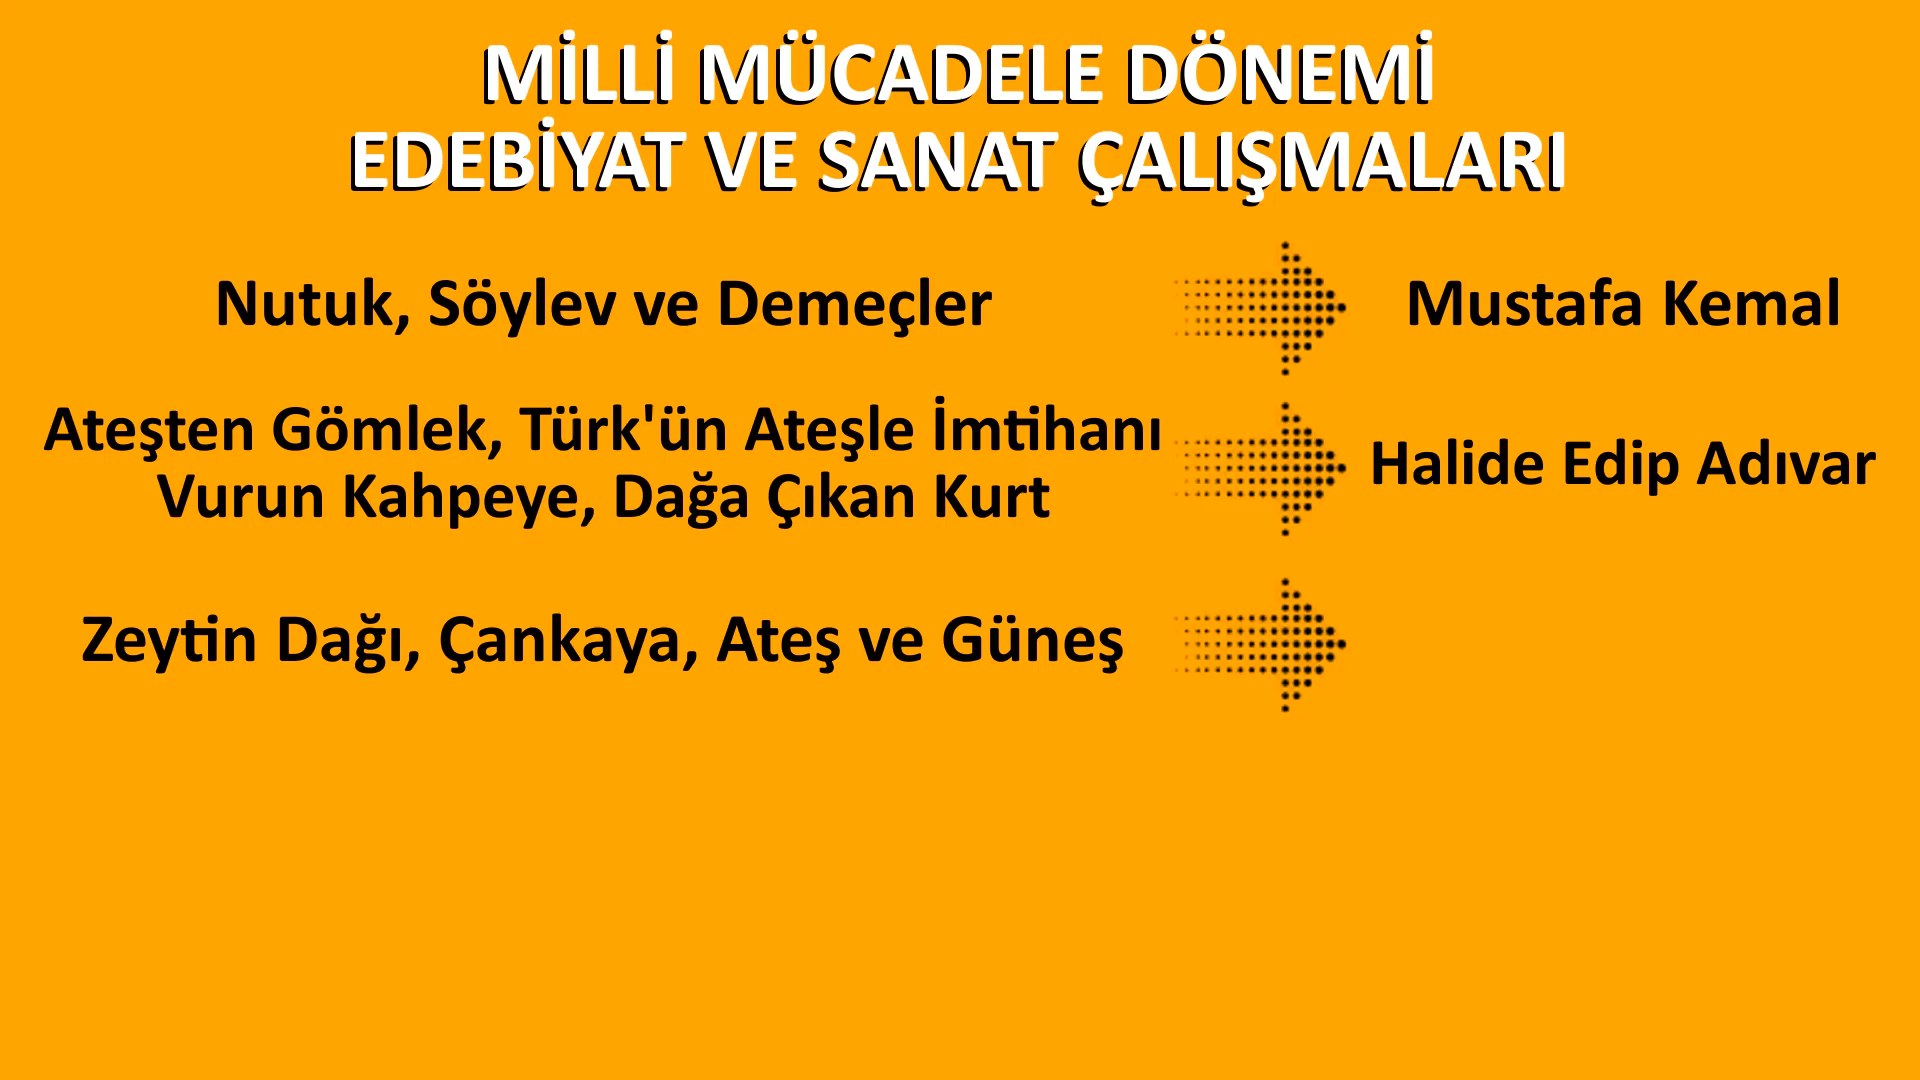 MİLLİ MÜCADELE DÖNEMİ
EDEBİYAT VE SANAT ÇALIŞMALARI
Nutuk, Söylev ve Demeçler
Mustafa Kemal
Ateşten Gömlek, Türk'ün Ateşle İmtihanı
Vurun Kahpeye, Dağa Çıkan Kurt
Halide Edip Adıvar
Zeytin Dağı, Çankaya, Ateş ve Güneş